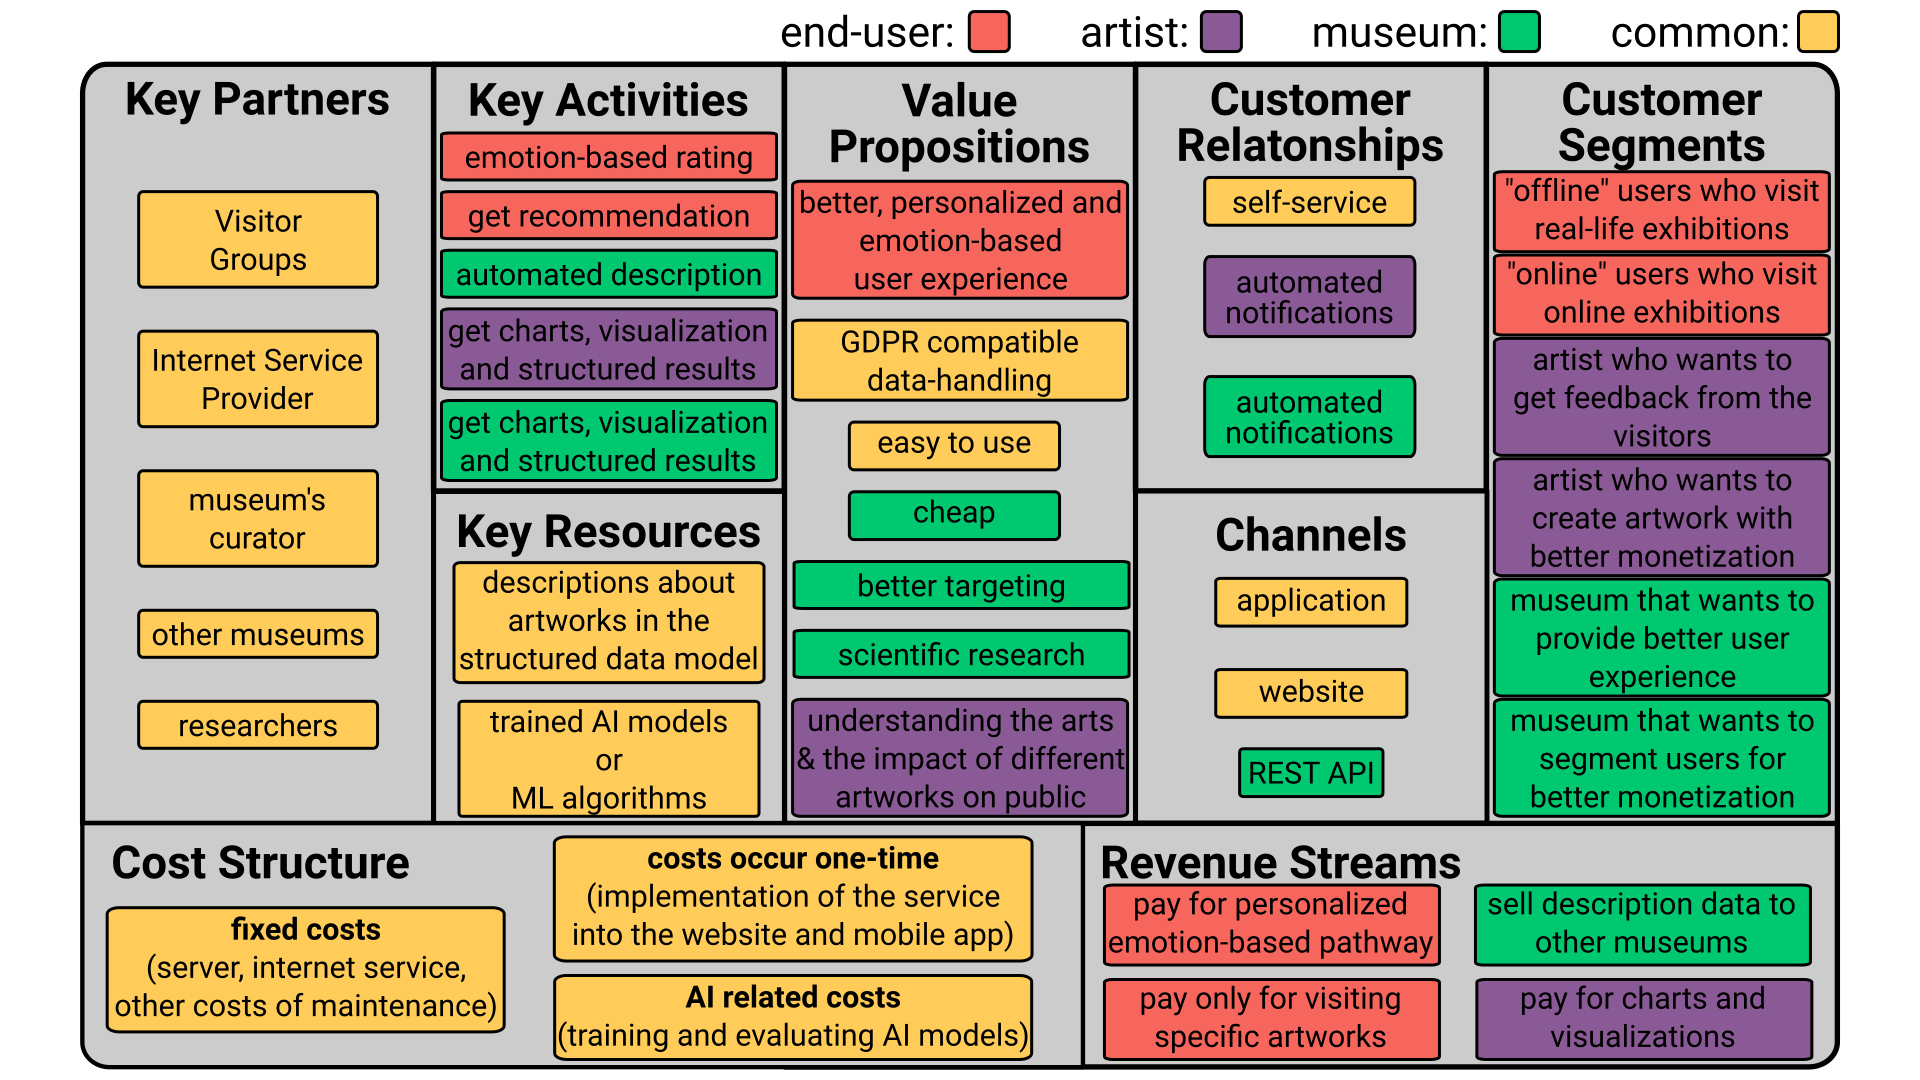 end-user:
artist:
museum:
common:
Key Partners
Visitor
Groups
Internet Service
Provider
museum's
curator
other museums
researchers
Key Activities
emotion-based rating
get recommendation
automated description
get charts, visualization
and structured results
get charts, visualization
and structured results
Key Resources
descriptions about
artworks in the
structured data model
trained AI models
or
ML algorithms
Value
Propositions
better, personalized and
emotion-based
user experience
GDPR compatible
data-handling
easy to use
cheap
better targeting
scientific research
understanding the arts
& the impact of different
artworks on public
Customer
Relatonships
self-service
automated
notifications
automated
notifications
Channels
application
website
REST API
Customer
Segments
"offline" users who visit
real-life exhibitions
"online" users who visit
online exhibitions
artist who wants to
get feedback from the
visitors
artist who wants to
create artwork with
better monetization
museum that wants to
provide better user
experience
museum that wants to
segment users for
better monetization
Cost Structure
fixed costs
(server, internet service,
other costs of maintenance)
costs occur one-time
(implementation of the service
into the website and mobile app)
AI related costs
(training and evaluating AI models)
Revenue Streams
pay for personalized
emotion-based pathway
sell description data to
other museums
pay only for visiting
specific artworks
pay for charts and
visualizations